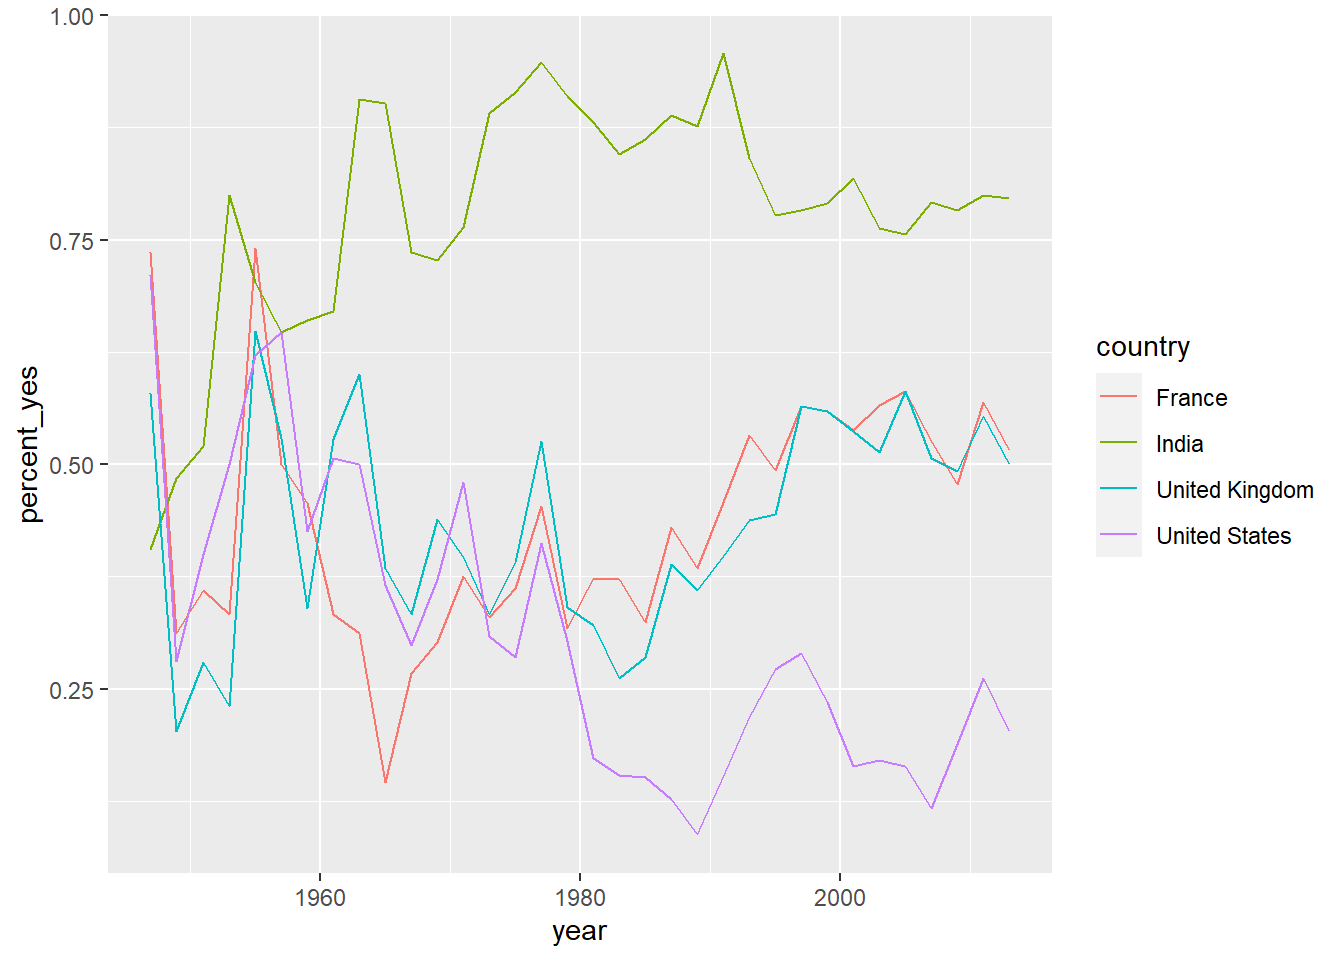 1.00
0.75
0.50
0.25
percent_yes
1960 1980 2000
year
country
France
India
United Kingdom
United States